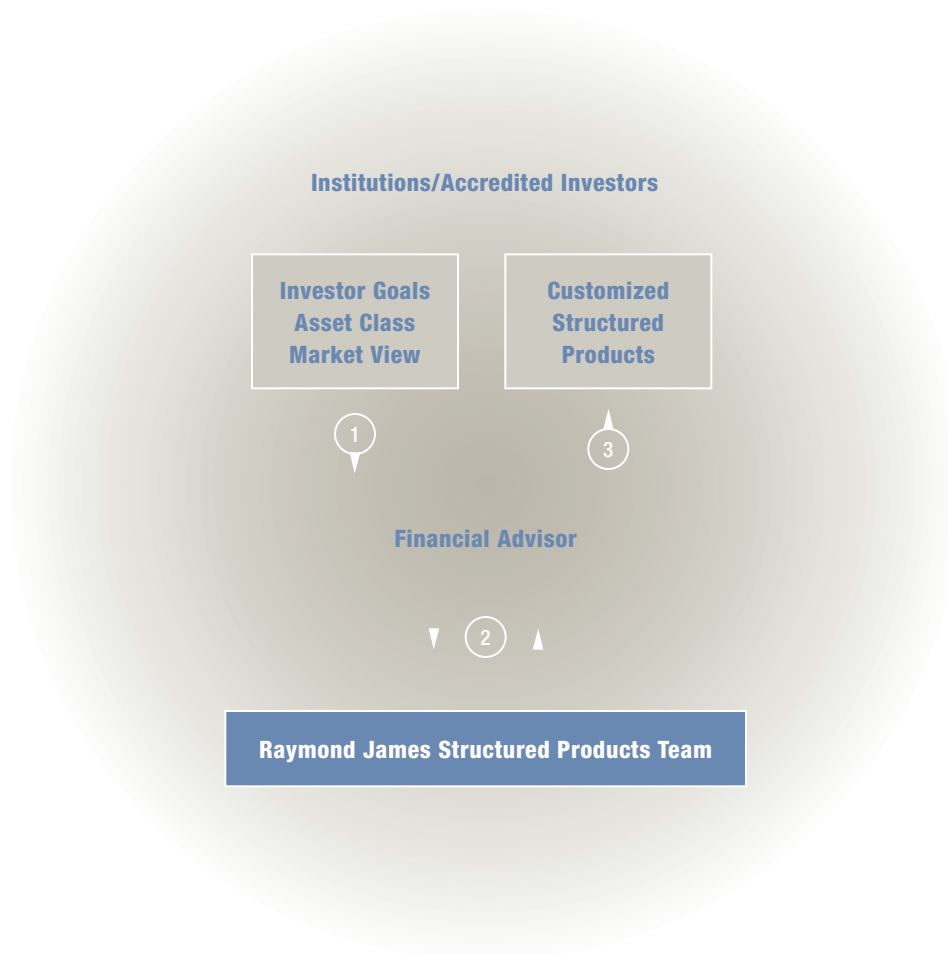 Institutions/Accredited Investors
Investor Goals
Asset Class
Market View
Customized
Structured
Products
1
3
Financial Advisor
2
Raymond James Structured Products Team